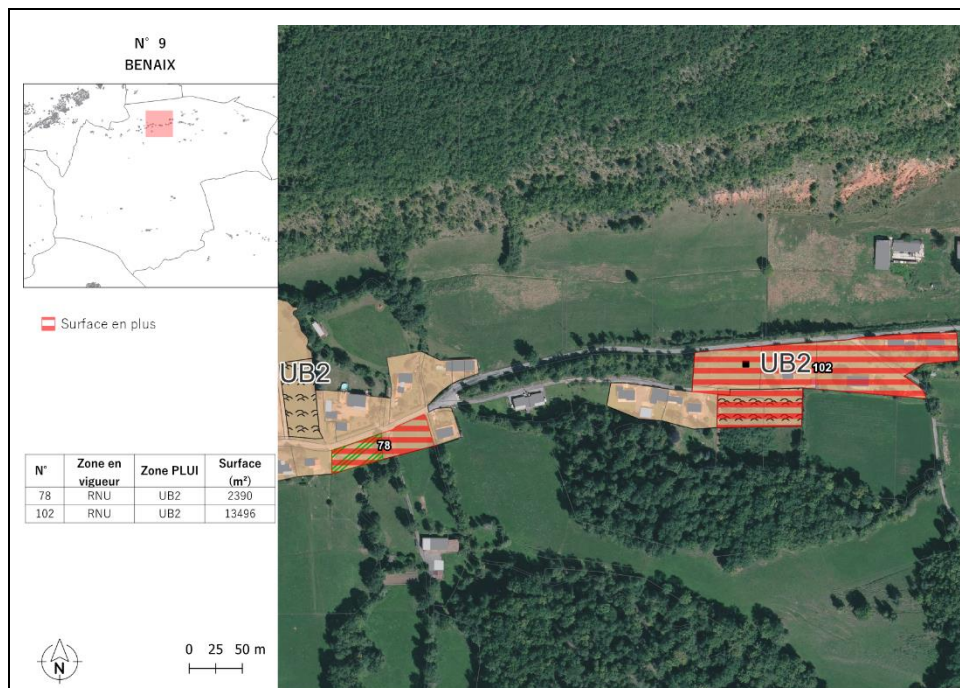 N° 9
BENAIX
Surface en plus
N° Zone en vigueur Zone PLUI Surface (m²)
78 RNU UB2 2390
102 RNU UB2 13496
N
0 25 50 m
UB2
UB2
102
78